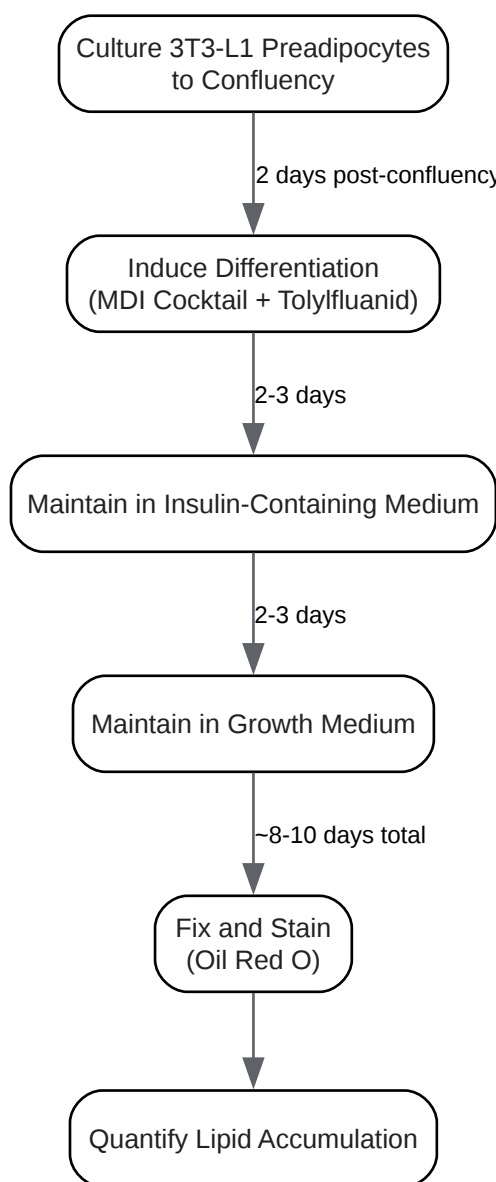 Culture 3T3-L1 Preadipocytes
to Confluency
2 days post-confluency
Induce Differentiation
(MDI Cocktail + Tolylfluanid)
2-3 days
Maintain in Insulin-Containing Medium
2-3 days
Maintain in Growth Medium
~8-10 days total
Fix and Stain
(Oil Red O)
Quantify Lipid Accumulation